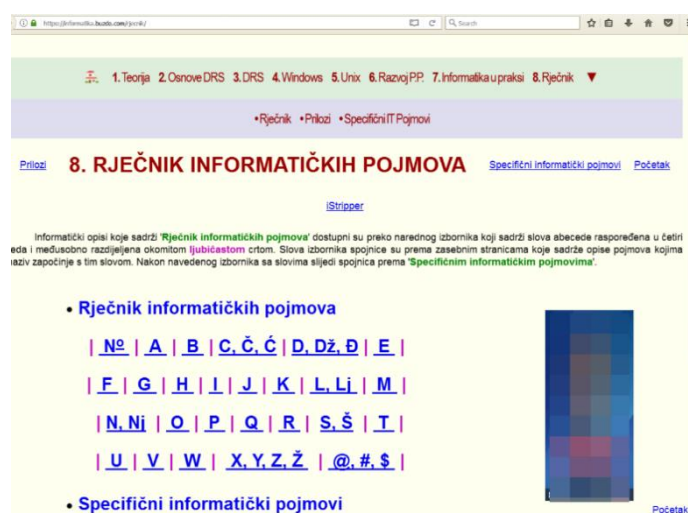 https://informatika.buzdo.com/rjecnik/
Search
1. Teorija 2. Osnove DRS 3. DRS 4. Windows 5. Unix 6. Razvoj P.P. 7. Informatika u praksi 8. Rječnik ▼
•Rječnik •Prilozi •Specifični IT Pojmovi
Prilozi 8. RJEČNIK INFORMATIČKIH POJMOVA Specifični informatički pojmovi Početak
iStripper
Informatički opisi koje sadrži 'Rječnik informatičkih pojmova' dostupni su preko narednog izbornika koji sadrži slova abecede raspoređena u četiri
eda i međusobno razdijeljena okomitom ljubičastom crtom. Slova izbornika spojnice su prema zasebnim stranicama koje sadrže opise pojmova kojima
naziv započinje s tim slovom. Nakon navedenog izbornika sa slovima slijedi spojnica prema 'Specifičnim informatičkim pojmovima'.
• Rječnik informatičkih pojmova
| Nº | A | B | C, Č, Ć | D, Dž, Đ | E |
| F | G | H | I | J | K | L, Lj | M |
| N, Nj | O | P | Q | R | S, Š | T |
| U | V | W | X, Y, Z, Ž | @, #, $ |
• Specifični informatički pojmovi
Početak